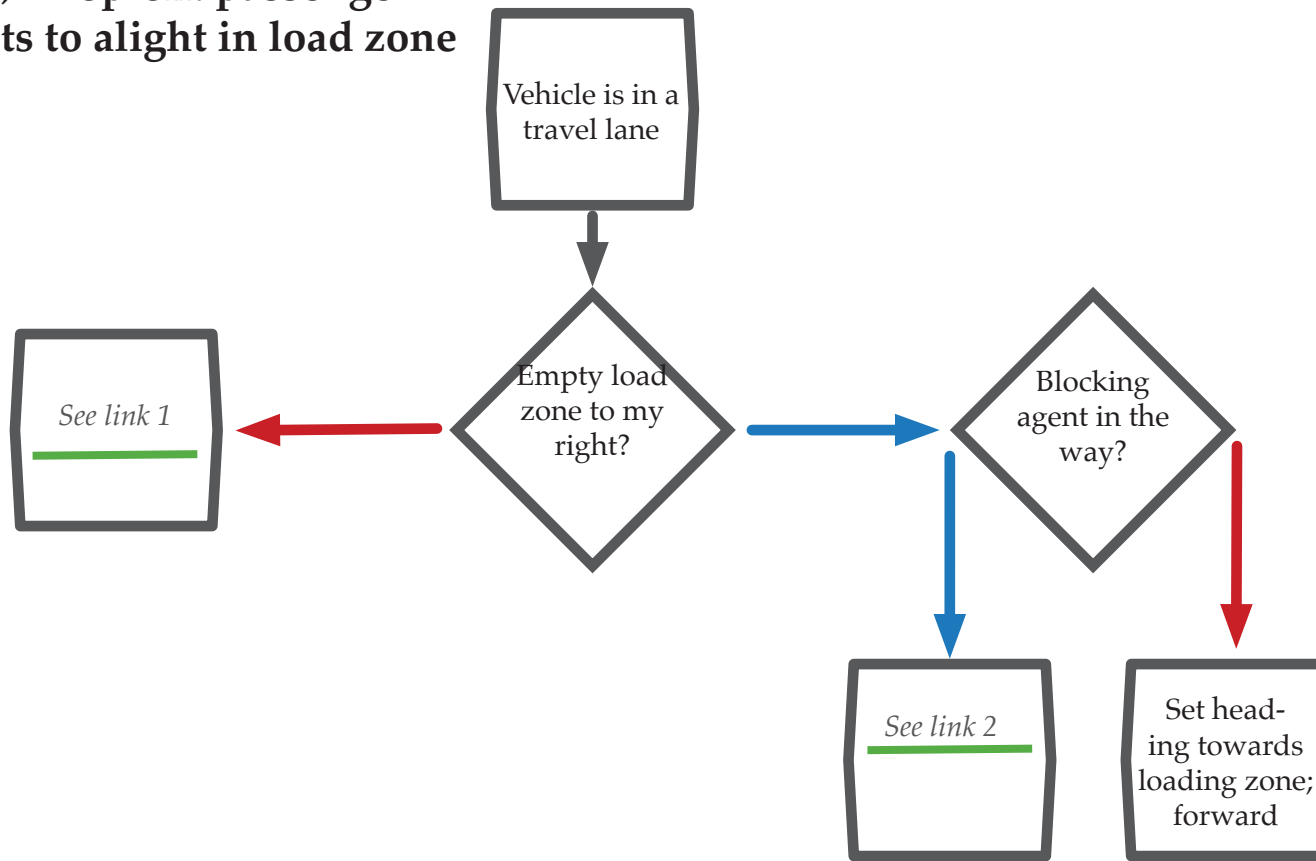 ts to alight in load zone
Vehicle is in a
travel lane
Empty load
zone to my
right?
Blocking
agent in the
way?
See link 1
See link 2
Set head-
ing towards
loading zone;
forward